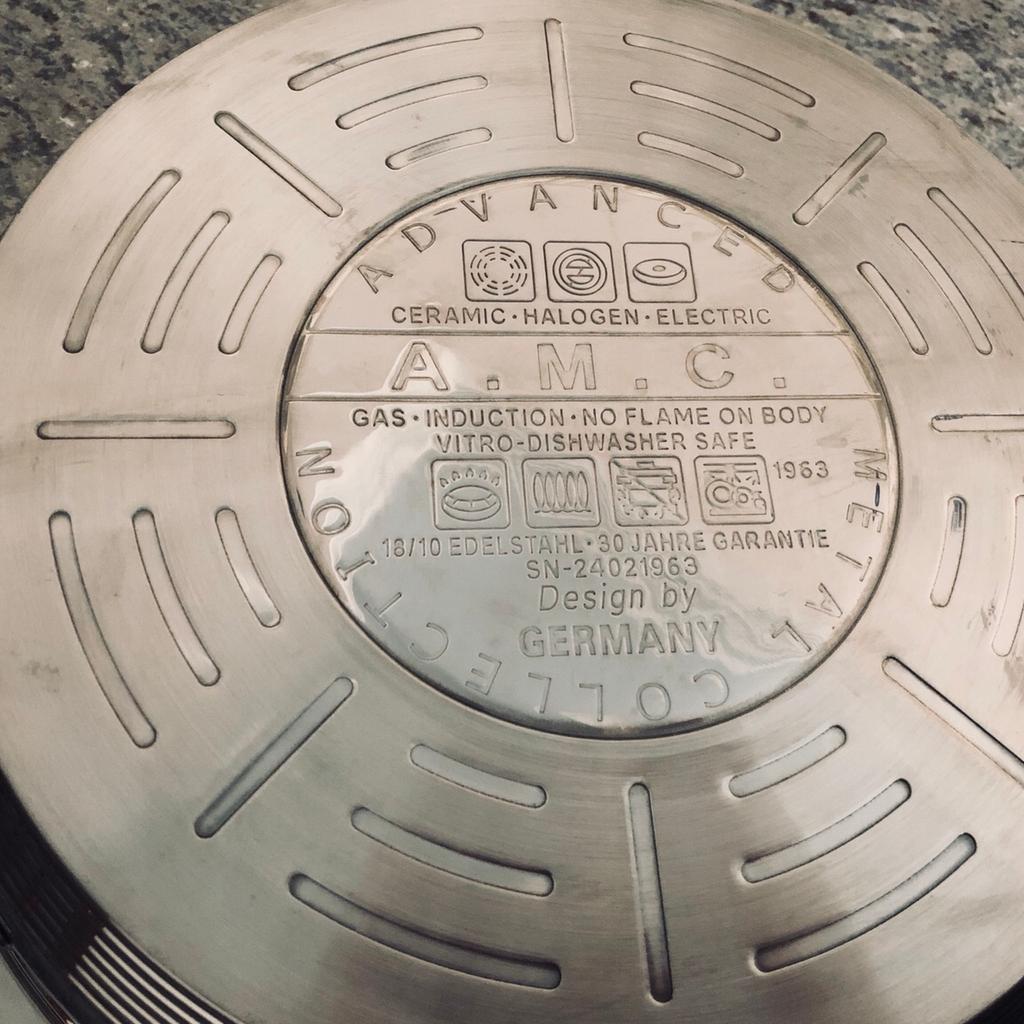 ADVANCED
CERAMIC·HALOGEN·ELECTRIC
A.M.C.
GAS·INDUCTION·NO FLAME ON BODY
VITRO-DISHWASHER SAFE
1963
18/10 EDELSTAHL·30 JAHRE GARANTIE
SN-24021963
Design by
GERMANY
METAL COLLECTION